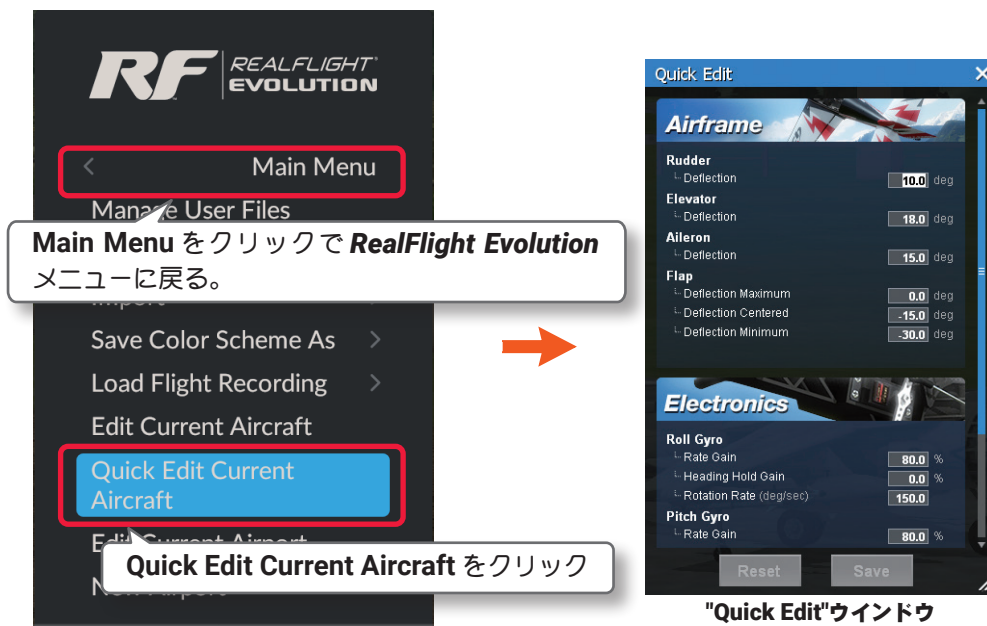 RF REALFLIGHT
EVOLUTION
< Main Menu
Manage User Files
Main Menu をクリックで RealFlight Evolution
メニューに戻る。
Import
Save Color Scheme As >
Load Flight Recording >
Edit Current Aircraft
Quick Edit Current
Aircraft
Edit Current Airport
Quick Edit Current Aircraft をクリック
New Airport
Quick Edit
Airframe
Rudder
Deflection 10.0 deg
Elevator
Deflection 18.0 deg
Aileron
Deflection 15.0 deg
Flap
Deflection Maximum 0.0 deg
Deflection Centered -15.0 deg
Deflection Minimum -30.0 deg
Electronics
Roll Gyro
Rate Gain 80.0 %
Heading Hold Gain 0.0 %
Rotation Rate (deg/sec) 150.0
Pitch Gyro
Rate Gain 80.0 %
Reset Save
"Quick Edit"ウインドウ